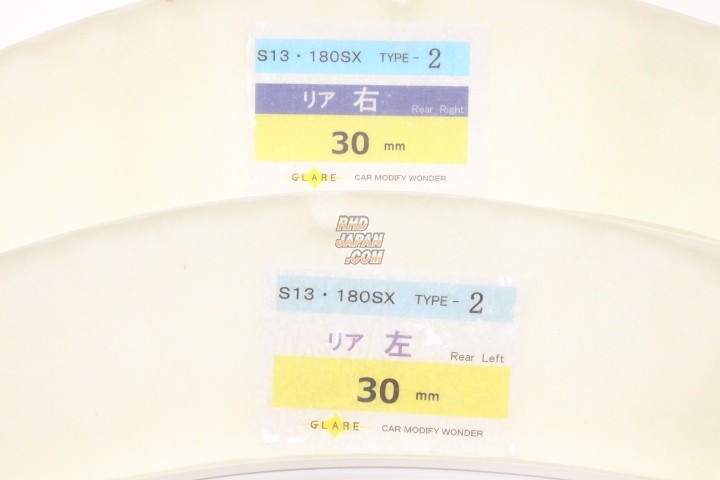 S13・180SX TYPE- 2
リア 右 Rear Right
30 mm
GLARE CAR MODIFY WONDER
RHD
JAPAN
.COM
S13・180SX TYPE- 2
リア 左 Rear Left
30 mm
GLARE CAR MODIFY WONDER